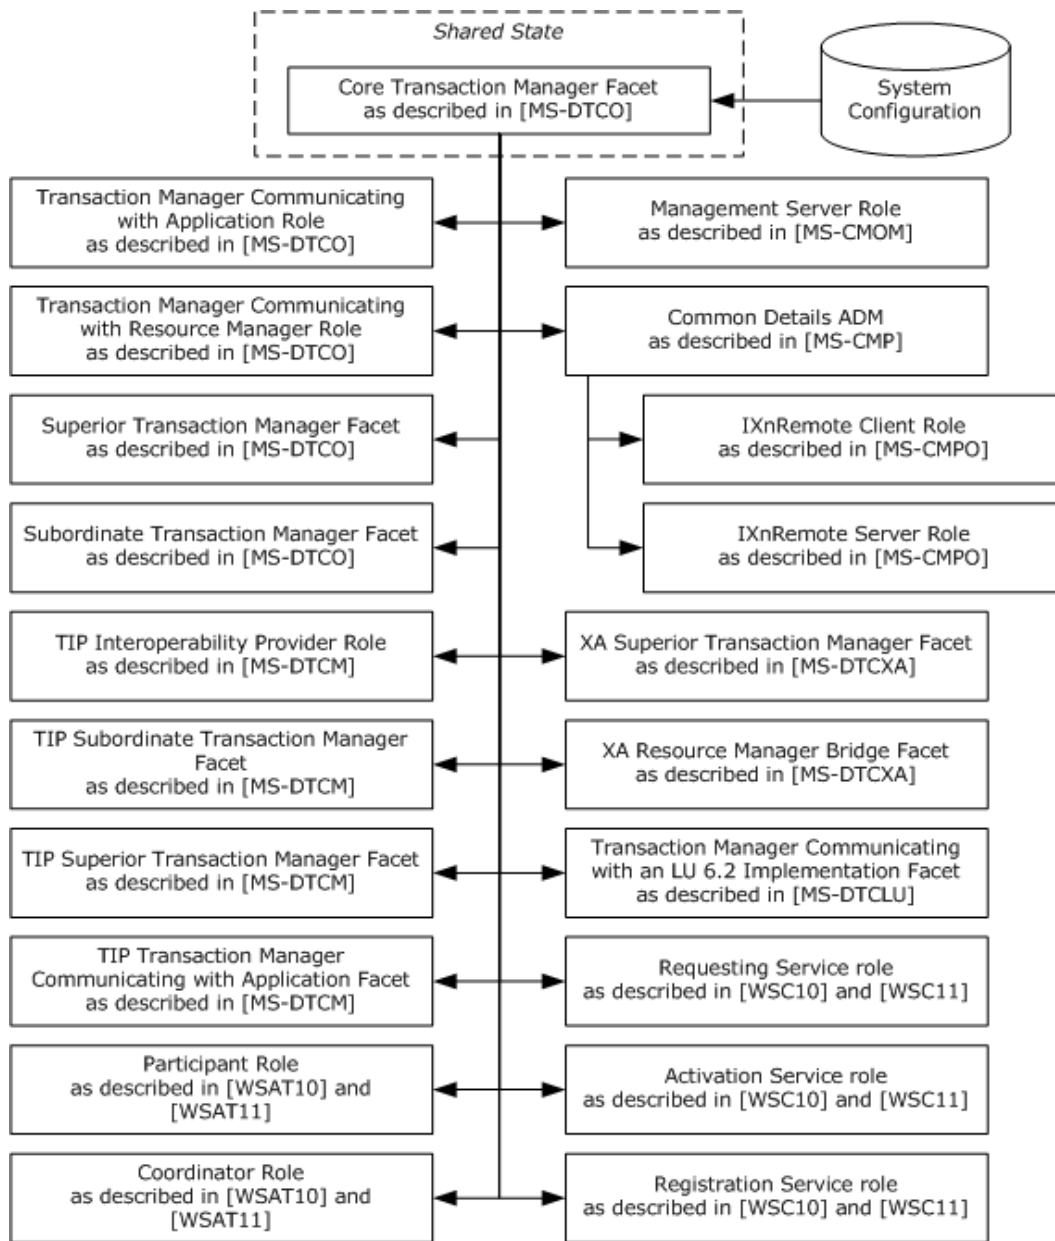 Shared State
Core Transaction Manager Facet
as described in [MS-DTCO]
System
Configuration
Transaction Manager Communicating
with Application Role
as described in [MS-DTCO]
Management Server Role
as described in [MS-CMOM]
Transaction Manager Communicating
with Resource Manager Role
as described in [MS-DTCO]
Common Details ADM
as described in [MS-CMP]
Superior Transaction Manager Facet
as described in [MS-DTCO]
IXnRemote Client Role
as described in [MS-CMPO]
Subordinate Transaction Manager Facet
as described in [MS-DTCO]
IXnRemote Server Role
as described in [MS-CMPO]
TIP Interoperability Provider Role
as described in [MS-DTCM]
XA Superior Transaction Manager Facet
as described in [MS-DTCXA]
TIP Subordinate Transaction Manager
Facet
as described in [MS-DTCM]
XA Resource Manager Bridge Facet
as described in [MS-DTCXA]
TIP Superior Transaction Manager Facet
as described in [MS-DTCM]
Transaction Manager Communicating
with an LU 6.2 Implementation Facet
as described in [MS-DTCLU]
TIP Transaction Manager
Communicating with Application Facet
as described in [MS-DTCM]
Requesting Service role
as described in [WSC10] and [WSC11]
Participant Role
as described in [WSAT10] and
[WSAT11]
Activation Service role
as described in [WSC10] and [WSC11]
Coordinator Role
as described in [WSAT10] and
[WSAT11]
Registration Service role
as described in [WSC10] and [WSC11]